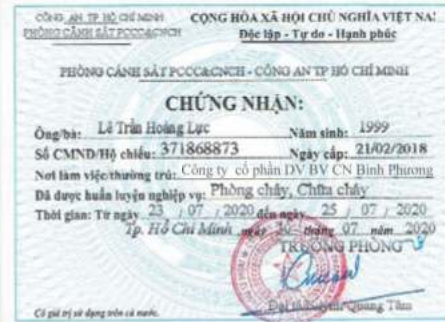 CÔNG AN TP HỒ CHÍ MINH
PHÒNG CẢNH SÁT PCCC&CNCH
CỘNG HÒA XÃ HỘI CHỦ NGHĨA VIỆT NA
Độc lập - Tự do - Hạnh phúc
PHÒNG CẢNH SÁT PCCC&CNCH - CÔNG AN TP HỒ CHÍ MINH
CHỨNG NHẬN:
Ông/bà: Lê Trần Hoàng Lực Năm sinh: 1999
Số CMND/Hộ chiếu: 371868873 Ngày cấp: 21/02/2018
Nơi làm việc/thường trú: Công ty cổ phần DV BV CN Bình Phương
Đã được huấn luyện nghiệp vụ: Phòng cháy, Chữa cháy
Thời gian: Từ ngày 23 / 07 / 2020 đến ngày 25 / 07 / 2020
Tp. Hồ Chí Minh, ngày 30 tháng 07 năm 2020
TRƯỞNG PHÒNG
Đại tá Quang Tâm
Có giá trị sử dụng trên cả nước.